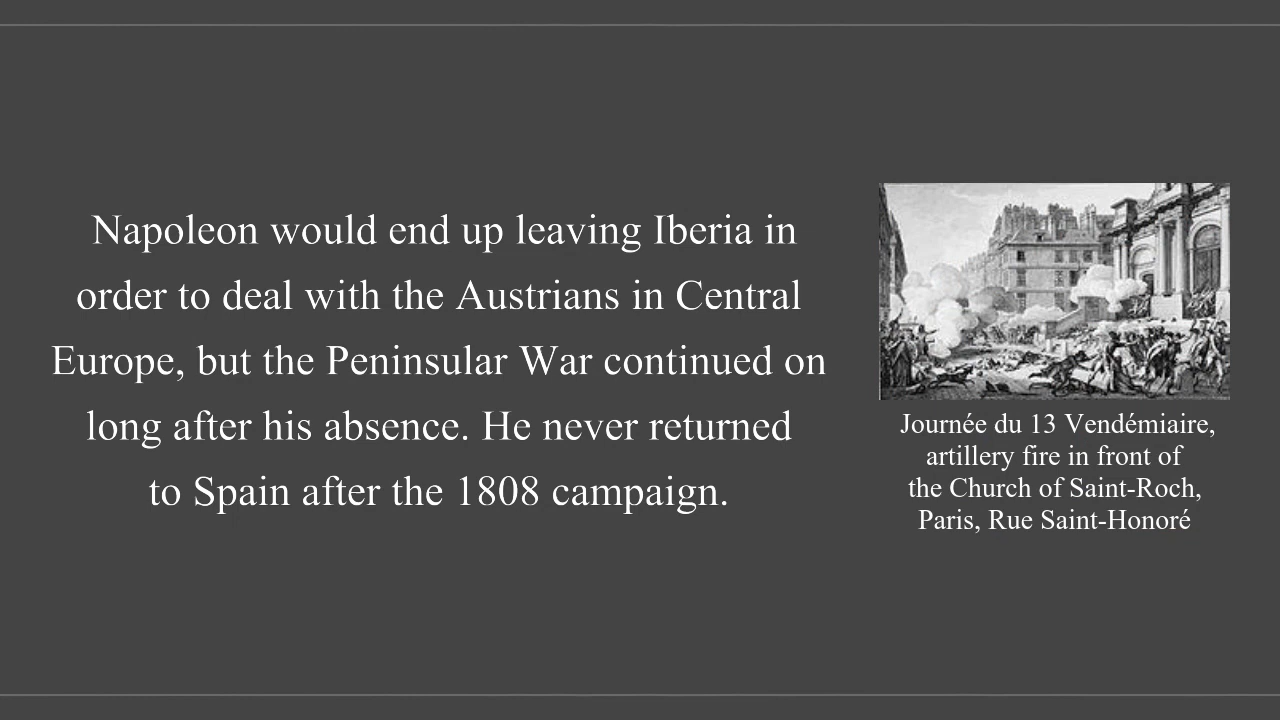 Napoleon would end up leaving Iberia in
order to deal with the Austrians in Central
Europe, but the Peninsular War continued on
long after his absence. He never returned
to Spain after the 1808 campaign.
Journée du 13 Vendémiaire,
artillery fire in front of
the Church of Saint-Roch,
Paris, Rue Saint-Honoré